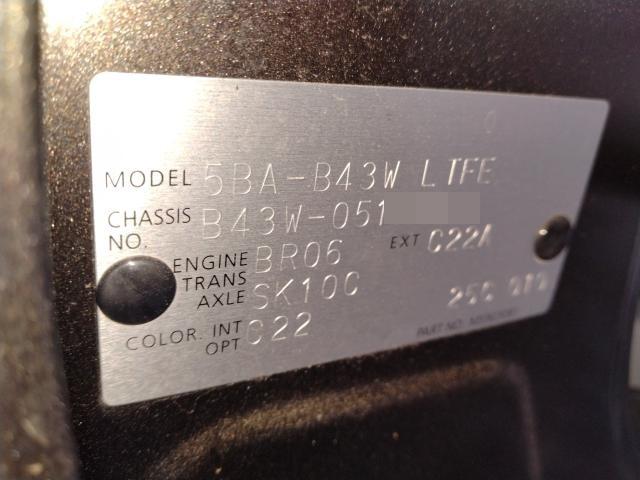 MODEL 5BA-B43W LTFE
CHASSIS NO. B43W-051
ENGINE BR06 EXT C22A
TRANS AXLE SK10C
COLOR. INT OPT C22